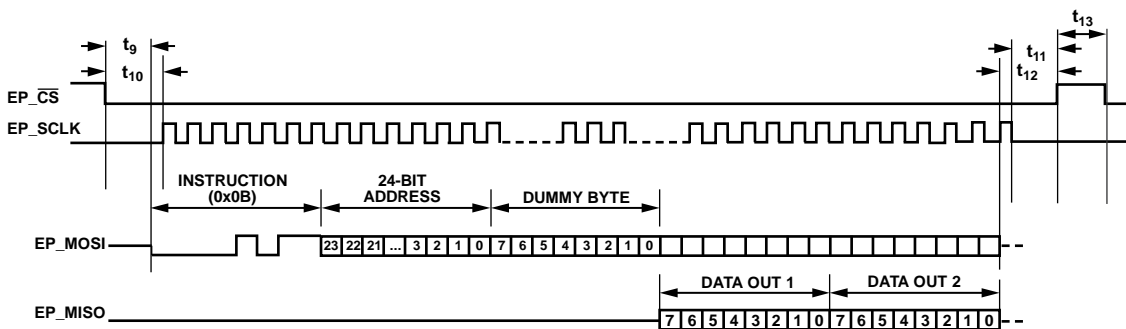 t13
t9
t11
t10
t12
EP_CS
EP_SCLK
INSTRUCTION
(0x0B)
24-BIT
ADDRESS
DUMMY BYTE
EP_MOSI
23 22 21 ... 3 2 1 0 7 6 5 4 3 2 1 0
DATA OUT 1
DATA OUT 2
EP_MISO
7 6 5 4 3 2 1 0 7 6 5 4 3 2 1 0